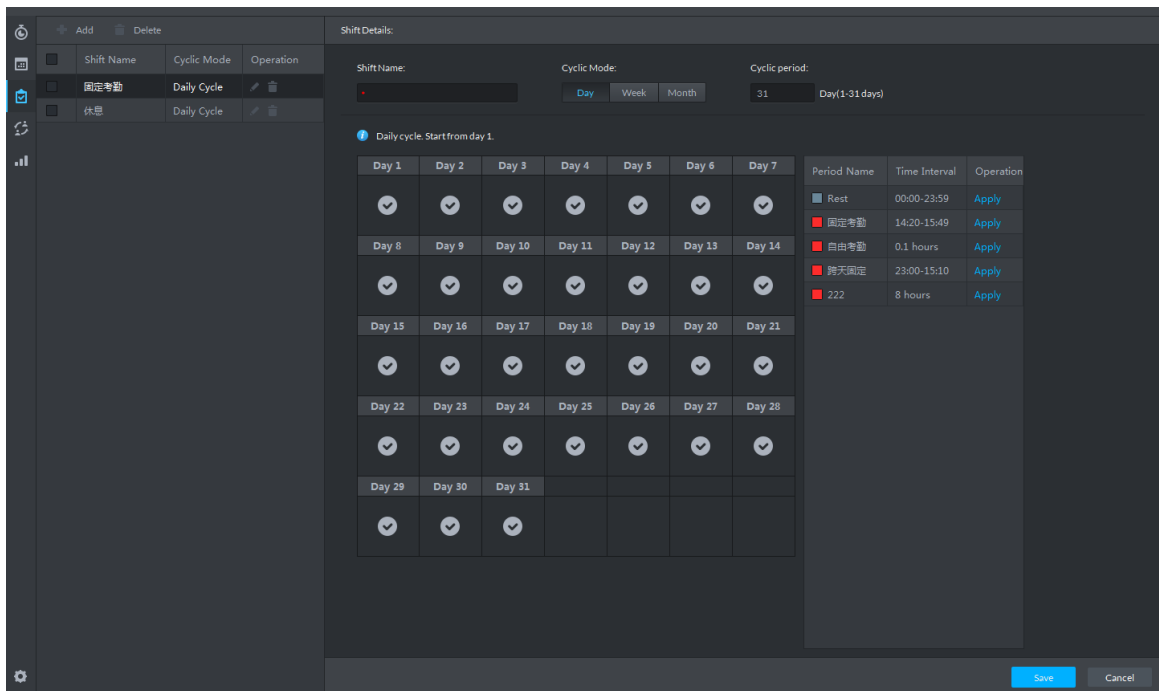 Add Delete
Shift Name Cyclic Mode Operation
固定考勤 Daily Cycle
休息 Daily Cycle
Shift Details:
Shift Name: Cyclic Mode: Cyclic period:
* Day Week Month 31 Day(1-31 days)
Daily cycle. Start from day 1.
Day 1 Day 2 Day 3 Day 4 Day 5 Day 6 Day 7
Day 8 Day 9 Day 10 Day 11 Day 12 Day 13 Day 14
Day 15 Day 16 Day 17 Day 18 Day 19 Day 20 Day 21
Day 22 Day 23 Day 24 Day 25 Day 26 Day 27 Day 28
Day 29 Day 30 Day 31
Period Name Time Interval Operation
Rest 00:00-23:59 Apply
固定考勤 14:20-15:49 Apply
自由考勤 0.1 hours Apply
跨天固定 23:00-15:10 Apply
222 8 hours Apply
Save Cancel